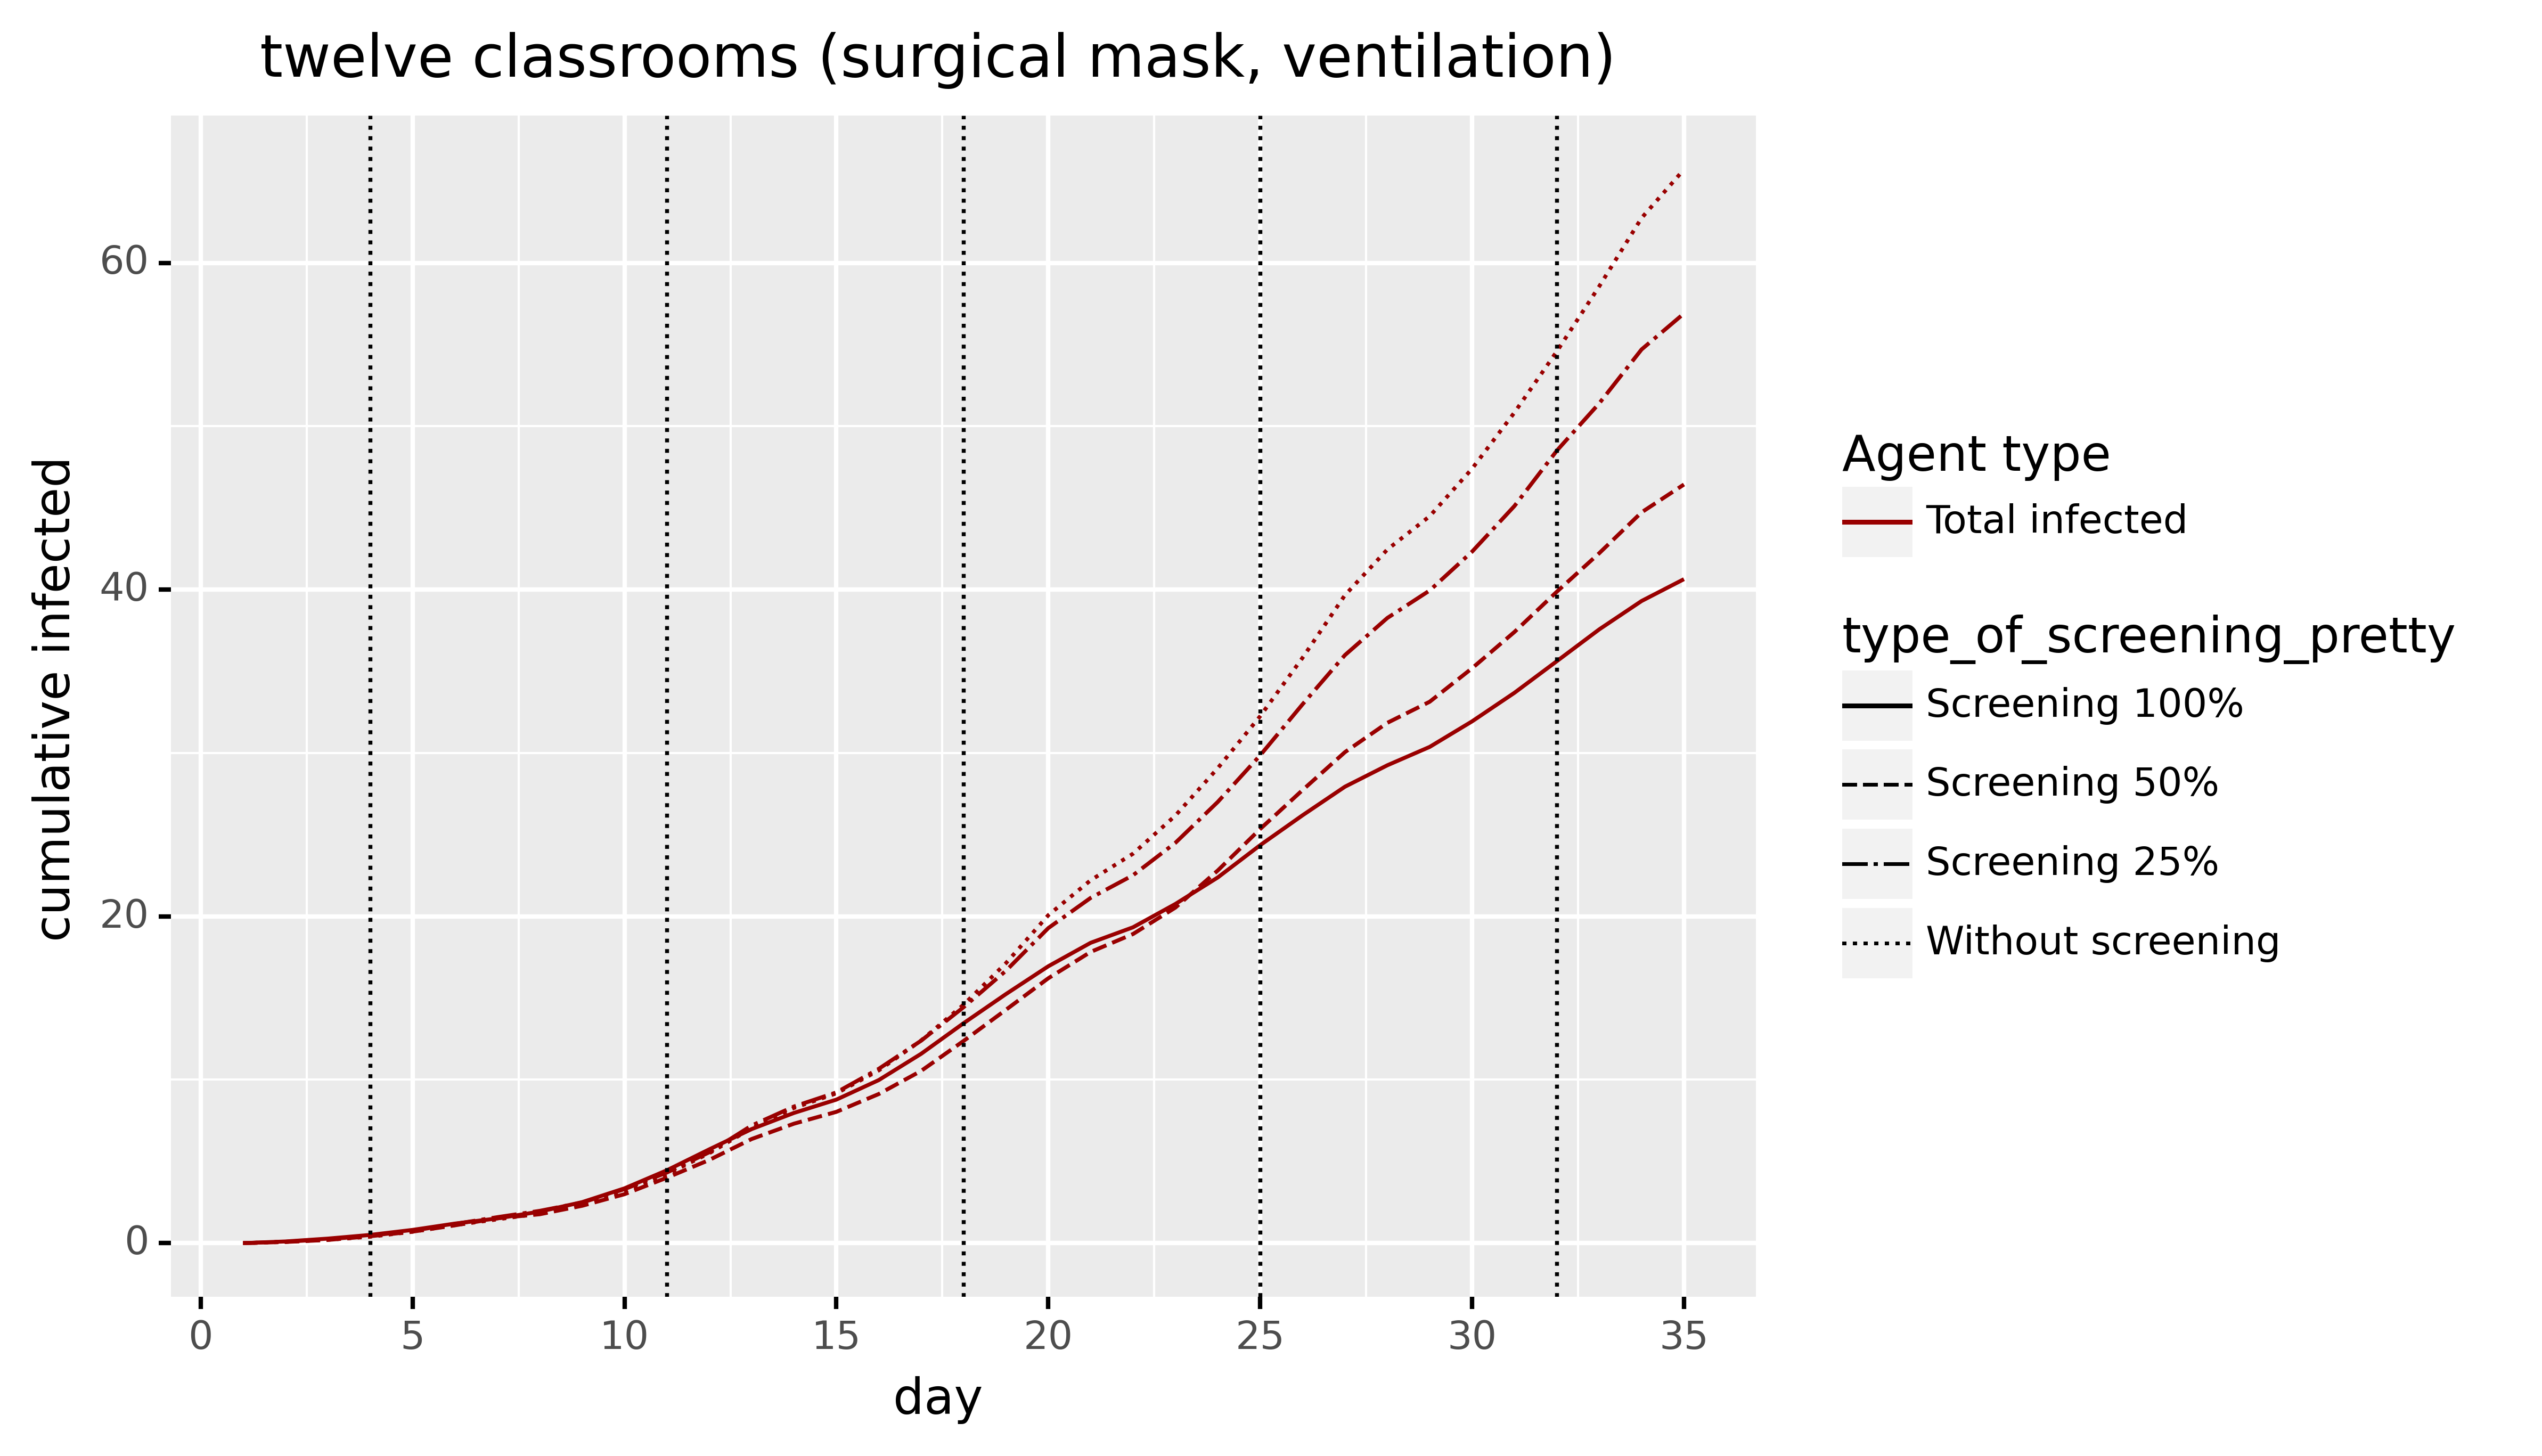 twelve classrooms (surgical mask, ventilation)
cumulative infected
60
40
20
0
0 5 10 15 20 25 30 35
day
Agent type
Total infected
type_of_screening_pretty
Screening 100%
Screening 50%
Screening 25%
Without screening